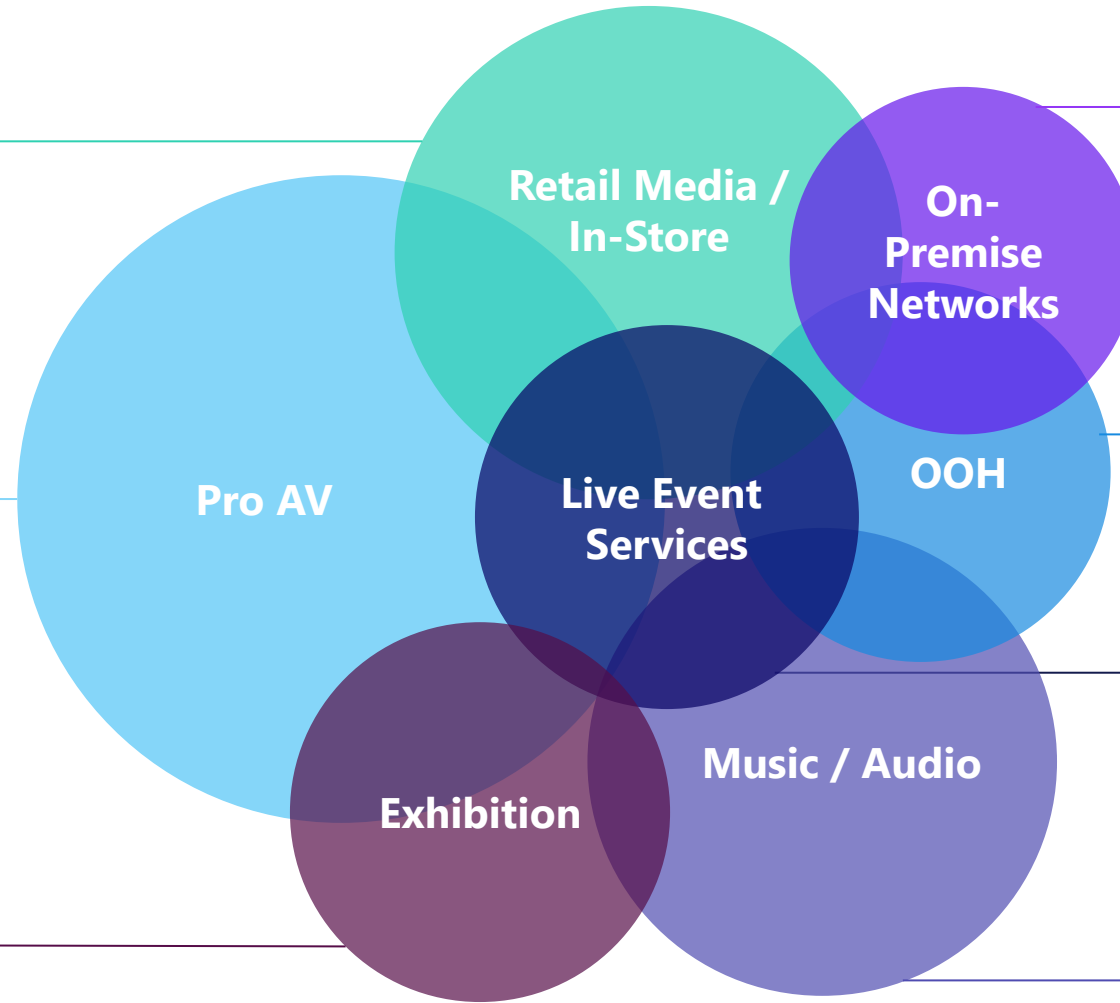 Retail Media /
In-Store
On-
Premise
Networks
Pro AV
Live Event
Services
OOH
Music / Audio
Exhibition